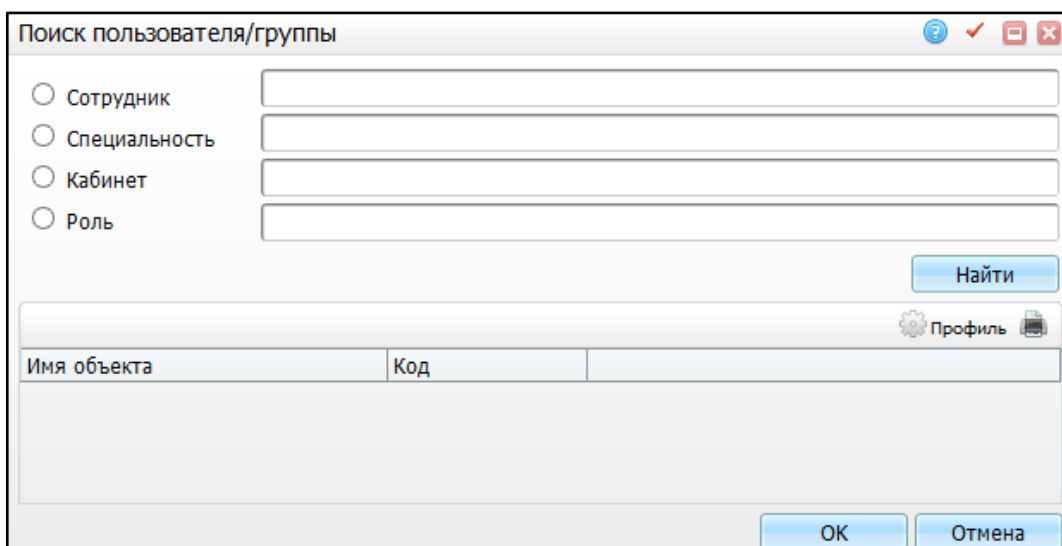 Поиск пользователя/группы
Сотрудник
Специальность
Кабинет
Роль
Найти
Профиль
Имя объекта Код
ОК Отмена